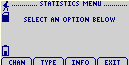 STATISTICS MENU
SELECT AN OPTION BELOW
CHAN TYPE INFO EXIT